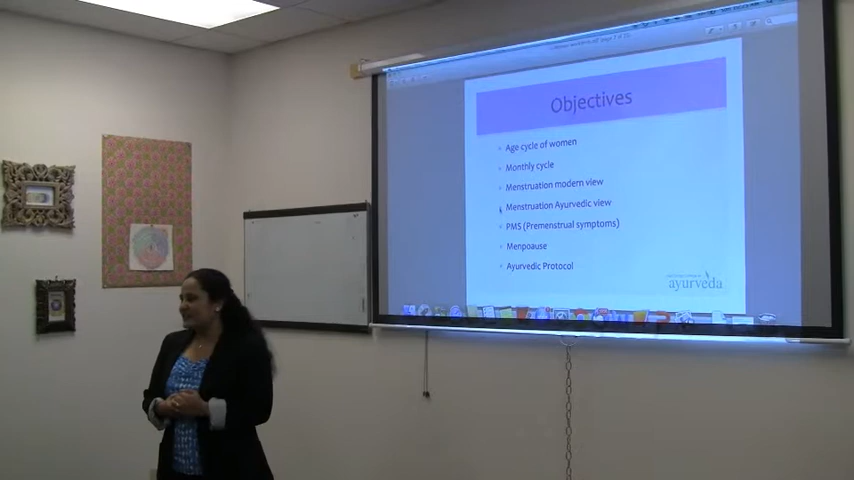 Objectives
Age cycle of women
Monthly cycle
Menstruation modern view
Menstruation Ayurvedic view
PMS (Premenstrual symptoms)
Menpoause
Ayurvedic Protocol
ayurveda